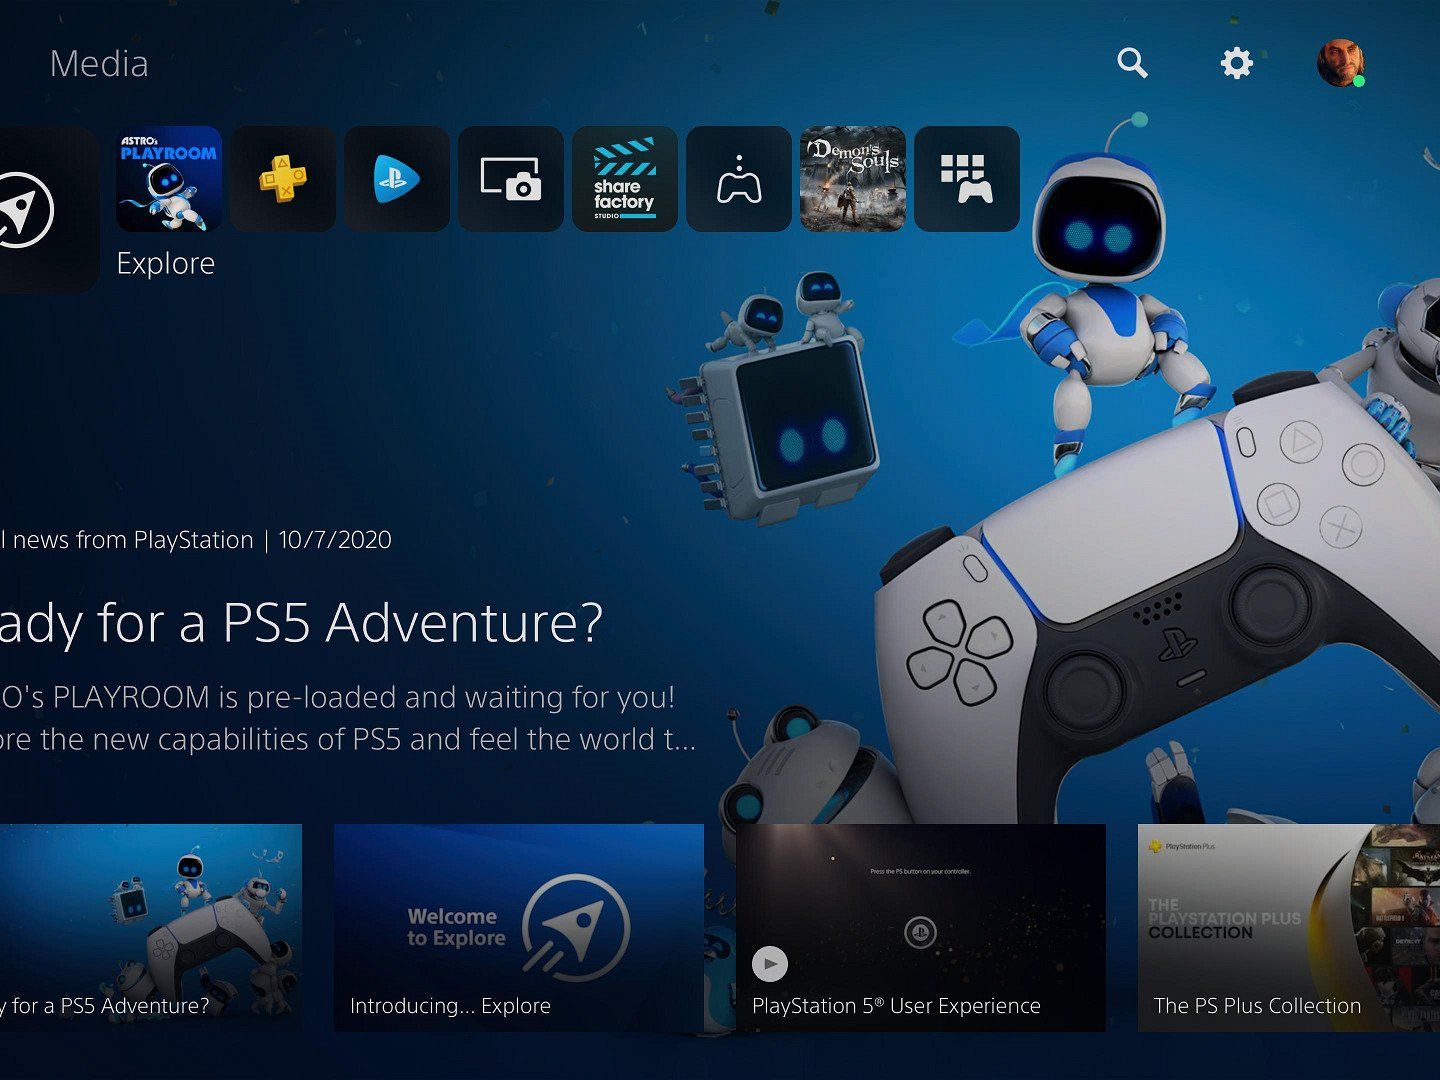 Media
ASTRO's
PLAYROOM
share
factory
STUDIO
Demon's
Souls
Explore
l news from PlayStation | 10/7/2020
ady for a PS5 Adventure?
O's PLAYROOM is pre-loaded and waiting for you!
ore the new capabilities of PS5 and feel the world t...
y for a PS5 Adventure?
Welcome
to Explore
Introducing... Explore
Press the PS button on your controller.
PlayStation 5® User Experience
PlayStation Plus
THE
PLAYSTATION PLUS
COLLECTION
BATTLEFIELD 1
DETROIT
The PS Plus Collection